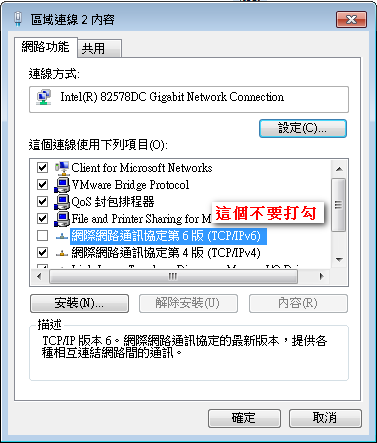 區域連線 2 內容
網路功能
共用
連線方式:
Intel(R) 82578DC Gigabit Network Connection
設定(C)...
這個連線使用下列項目(O):
Client for Microsoft Networks
VMware Bridge Protocol
QoS 封包排程器
這個不要打勾
File and Printer Sharing for M
網際網路通訊協定第 6 版 (TCP/IPv6)
網際網路通訊協定第 4 版 (TCP/IPv4)
安裝(N)...
解除安裝(U)
內容(R)
描述
TCP/IP 版本 6。網際網路通訊協定的最新版本，提供各
種相互連結網路間的通訊。
確定
取消